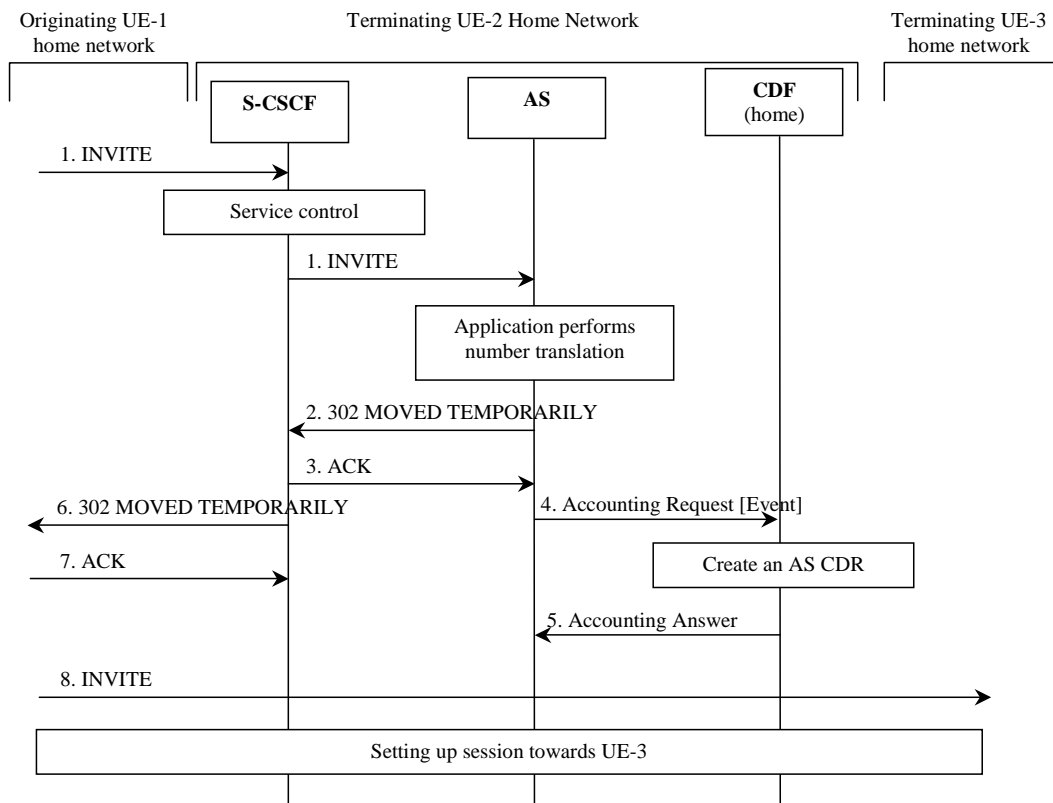 Originating UE-1
home network
Terminating UE-2 Home Network
Terminating UE-3
home network
S-CSCF
AS
CDF
(home)
1. INVITE
Service control
1. INVITE
Application performs
number translation
2. 302 MOVED TEMPORARILY
3. ACK
6. 302 MOVED TEMPORARILY
4. Accounting Request [Event]
7. ACK
Create an AS CDR
5. Accounting Answer
8. INVITE
Setting up session towards UE-3